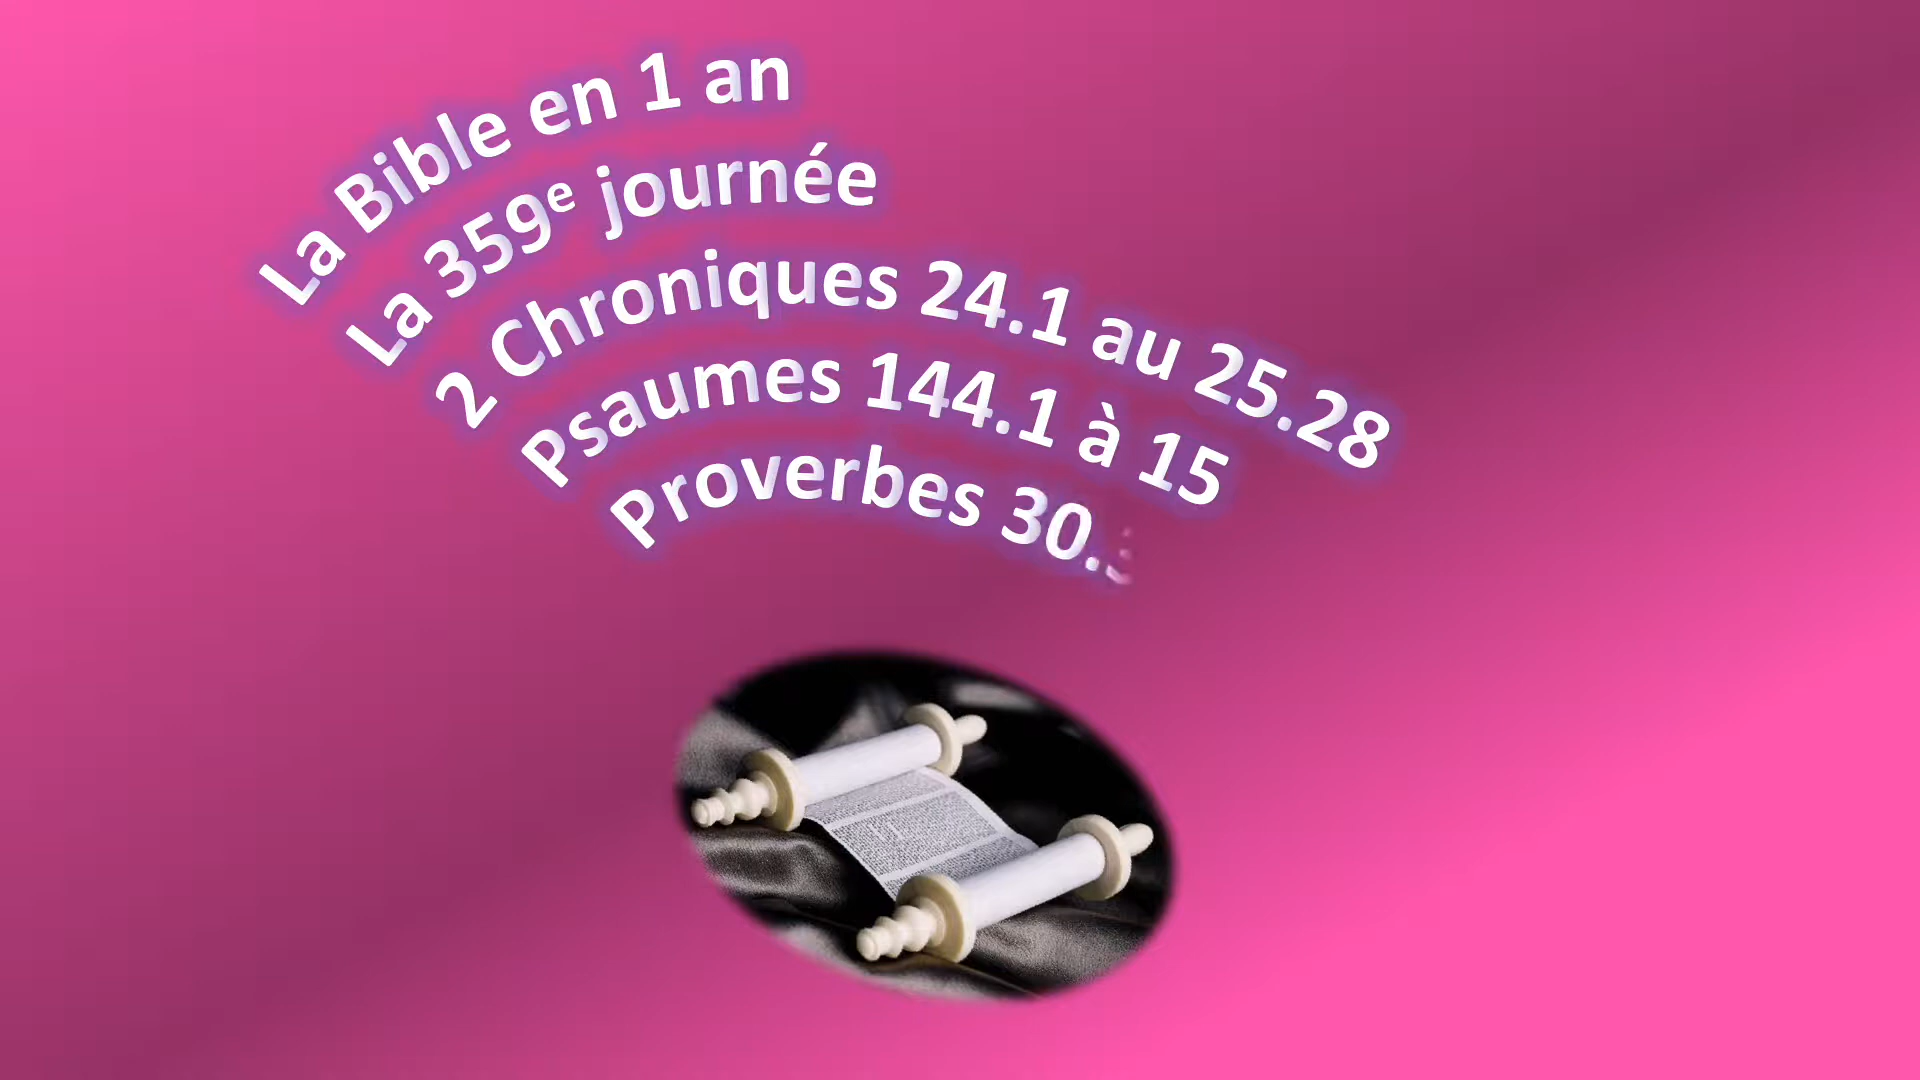 La Bible en 1 an
La 359e journée
2 Chroniques 24.1 au 25.28
Psaumes 144.1 à 15
Proverbes 30.